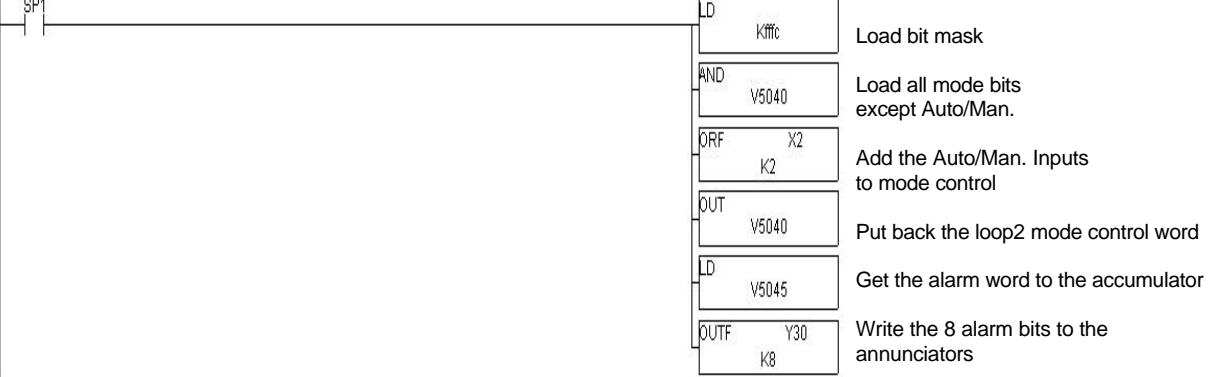 SP1
LD
Kfffc
Load bit mask
AND
V5040
Load all mode bits
except Auto/Man.
ORF X2
K2
Add the Auto/Man. Inputs
to mode control
OUT
V5040
Put back the loop2 mode control word
LD
V5045
Get the alarm word to the accumulator
OUTF Y30
K8
Write the 8 alarm bits to the
annunciators